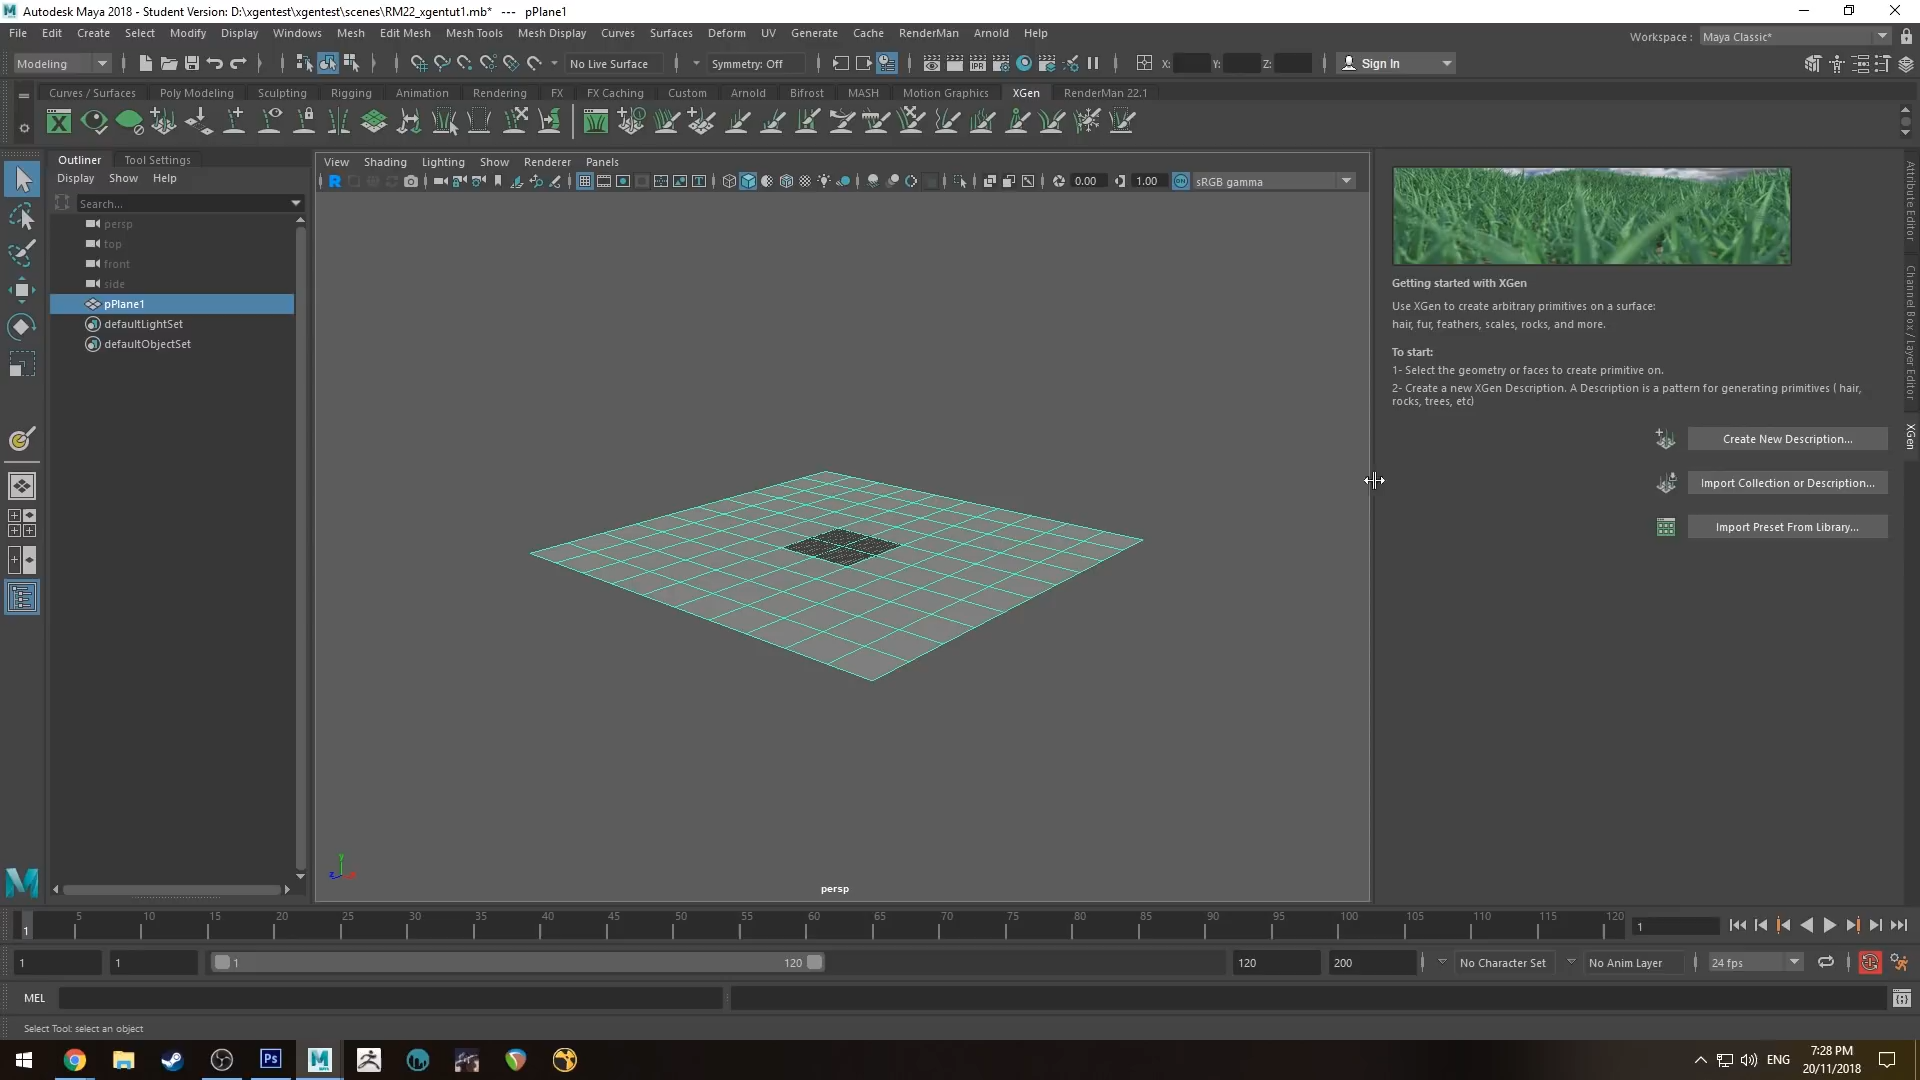 Autodesk Maya 2018 - Student Version: D:\xgentest\xgentest\scenes\RM22_xgentut1.mb*   ---   pPlane1
File Edit Create Select Modify Display Windows Mesh Edit Mesh Mesh Tools Mesh Display Curves Surfaces Deform UV Generate Cache RenderMan Arnold Help
Workspace : Maya Classic*
Modeling No Live Surface Symmetry: Off X: Y: Z: Sign In
Curves / Surfaces Poly Modeling Sculpting Rigging Animation Rendering FX FX Caching Custom Arnold Bifrost MASH Motion Graphics XGen RenderMan 22.1
Outliner Tool Settings
Display Show Help
Search...
persp
top
front
side
pPlane1
defaultLightSet
defaultObjectSet
View Shading Lighting Show Renderer Panels
R 0.00 1.00 ON sRGB gamma
y
z
persp
Getting started with XGen
Use XGen to create arbitrary primitives on a surface:
hair, fur, feathers, scales, rocks, and more.
To start:
1- Select the geometry or faces to create primitive on.
2- Create a new XGen Description. A Description is a pattern for generating primitives ( hair,
rocks, trees, etc)
Create New Description...
Import Collection or Description...
Import Preset From Library...
Attribute Editor
Channel Box / Layer Editor
XGen
1 5 10 15 20 25 30 35 40 45 50 55 60 65 70 75 80 85 90 95 100 105 110 115 120 1
1 1 1 120 120 200 No Character Set No Anim Layer 24 fps
MEL
Select Tool: select an object
Ps ENG 7:28 PM
20/11/2018